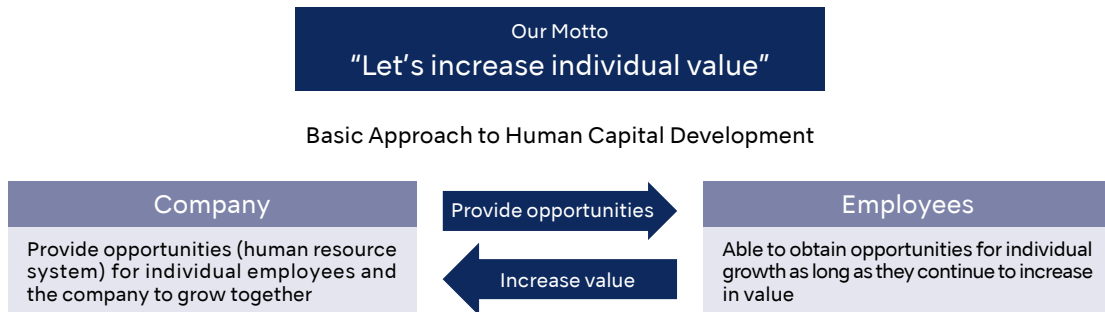 Our Motto
“Let’s increase individual value”
Basic Approach to Human Capital Development
Company
Provide opportunities (human resource
system) for individual employees and
the company to grow together
Provide opportunities
Increase value
Employees
Able to obtain opportunities for individual
growth as long as they continue to increase
in value